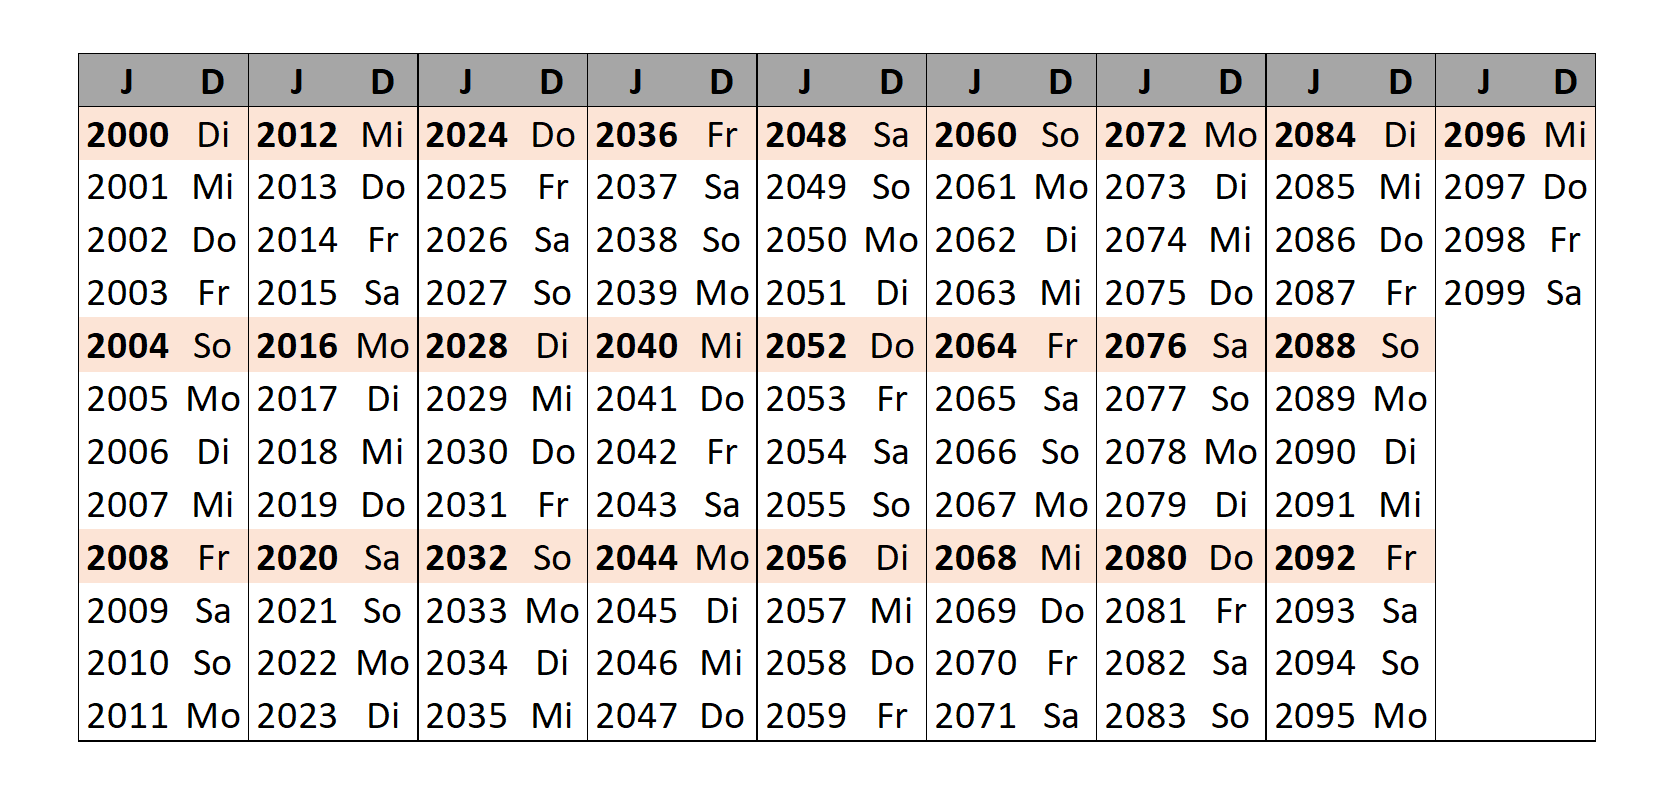 J D J D J D J D J D J D J D J D J D
2000 Di 2012 Mi 2024 Do 2036 Fr 2048 Sa 2060 So 2072 Mo 2084 Di 2096 Mi
2001 Mi 2013 Do 2025 Fr 2037 Sa 2049 So 2061 Mo 2073 Di 2085 Mi 2097 Do
2002 Do 2014 Fr 2026 Sa 2038 So 2050 Mo 2062 Di 2074 Mi 2086 Do 2098 Fr
2003 Fr 2015 Sa 2027 So 2039 Mo 2051 Di 2063 Mi 2075 Do 2087 Fr 2099 Sa
2004 So 2016 Mo 2028 Di 2040 Mi 2052 Do 2064 Fr 2076 Sa 2088 So
2005 Mo 2017 Di 2029 Mi 2041 Do 2053 Fr 2065 Sa 2077 So 2089 Mo
2006 Di 2018 Mi 2030 Do 2042 Fr 2054 Sa 2066 So 2078 Mo 2090 Di
2007 Mi 2019 Do 2031 Fr 2043 Sa 2055 So 2067 Mo 2079 Di 2091 Mi
2008 Fr 2020 Sa 2032 So 2044 Mo 2056 Di 2068 Mi 2080 Do 2092 Fr
2009 Sa 2021 So 2033 Mo 2045 Di 2057 Mi 2069 Do 2081 Fr 2093 Sa
2010 So 2022 Mo 2034 Di 2046 Mi 2058 Do 2070 Fr 2082 Sa 2094 So
2011 Mo 2023 Di 2035 Mi 2047 Do 2059 Fr 2071 Sa 2083 So 2095 Mo